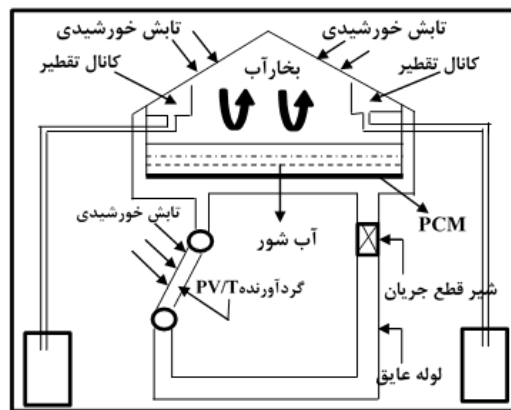 تابش خورشیدی
تابش خورشیدی
کانال تقطیر
بخارآب
کانال تقطیر
تابش خورشیدی
آب شور
PCM
گردآورنده PV/T
شیر قطع جریان
لوله عایق